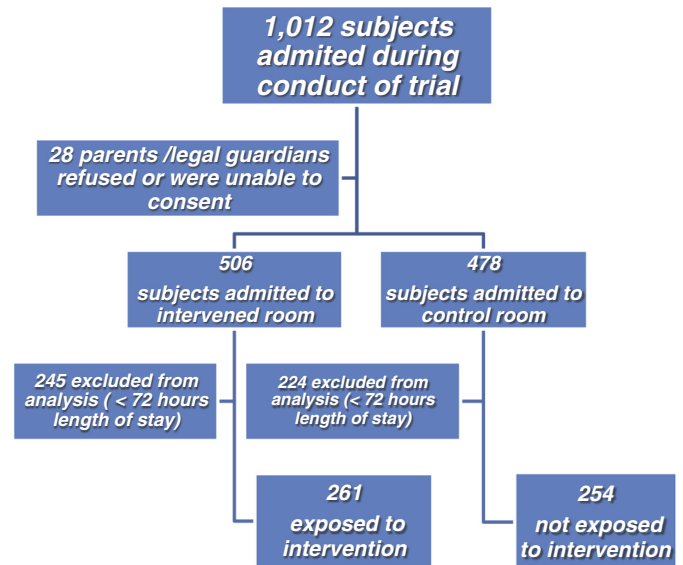 1,012 subjects
admited during
conduct of trial
28 parents /legal guardians
refused or were unable to
consent
506
subjects admitted to
intervened room
478
subjects admitted to
control room
245 excluded from
analysis ( < 72 hours
length of stay)
224 excluded from
analysis (< 72 hours
length of stay)
261
exposed to
intervention
254
not exposed
to intervention